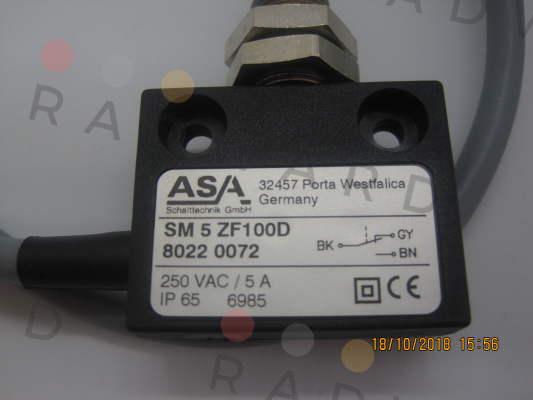 ASA
Schalttechnik GmbH
32457 Porta Westfalica
Germany
SM 5 ZF100D
8022 0072
BK
GY
BN
250 VAC / 5 A
IP 65 6985
CE
18/10/2018 15:56
RADWELL